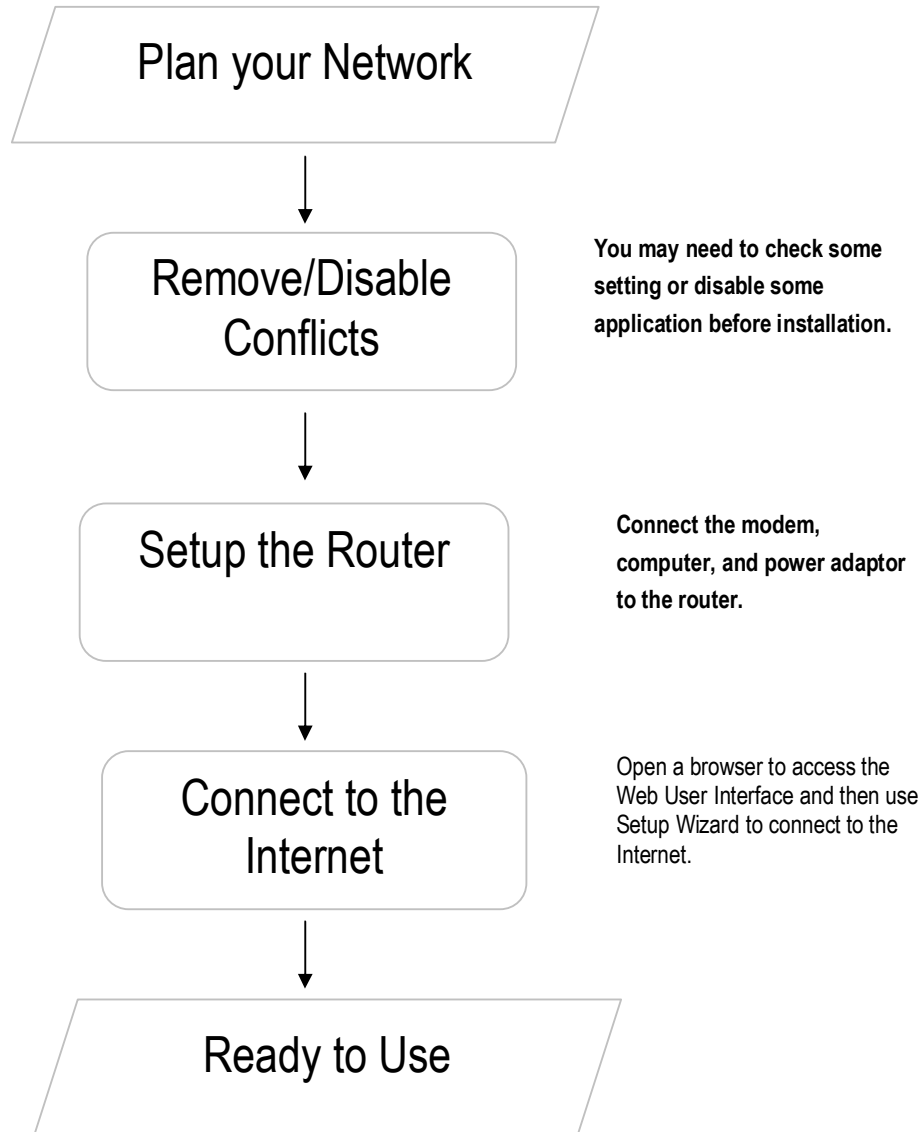 Plan your Network
Remove/Disable
Conflicts
You may need to check some
setting or disable some
application before installation.
Setup the Router
Connect the modem,
computer, and power adaptor
to the router.
Connect to the
Internet
Open a browser to access the
Web User Interface and then use
Setup Wizard to connect to the
Internet.
Ready to Use